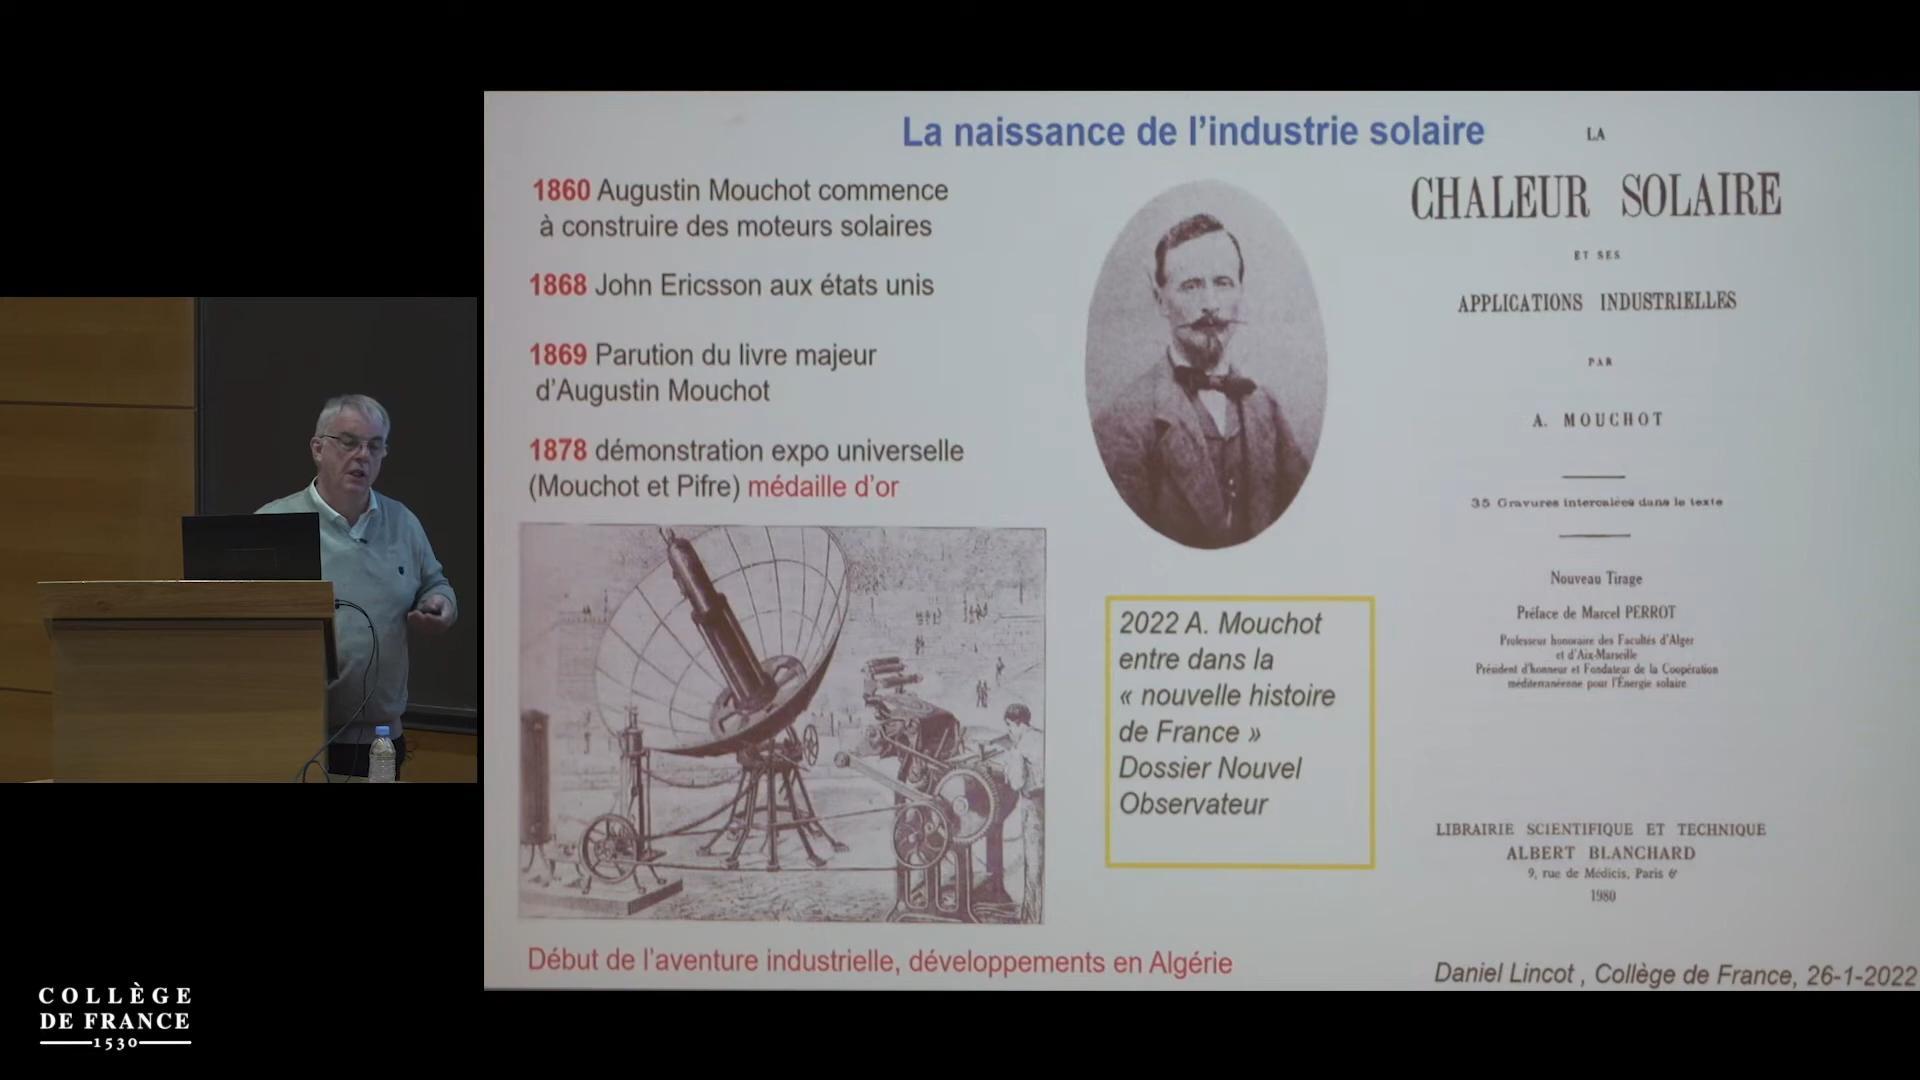 La naissance de l'industrie solaire
1860 Augustin Mouchot commence
à construire des moteurs solaires
1868 John Ericsson aux états unis
1869 Parution du livre majeur
d'Augustin Mouchot
1878 démonstration expo universelle
(Mouchot et Pifre) médaille d'or
2022 A. Mouchot
entre dans la
« nouvelle histoire
de France »
Dossier Nouvel
Observateur
LA
CHALEUR SOLAIRE
ET SES
APPLICATIONS INDUSTRIELLES
PAR
A. MOUCHOT
35 Gravures intercalées dans le texte
Nouveau Tirage
Préface de Marcel PERROT
Professeur honoraire des Facultés d'Alger
et d'Aix-Marseille
Président d'honneur et Fondateur de la Coopération
méditerranéenne pour l'Énergie solaire
LIBRAIRIE SCIENTIFIQUE ET TECHNIQUE
ALBERT BLANCHARD
9, rue de Médicis, Paris 6e
1980
Début de l'aventure industrielle, développements en Algérie
Daniel Lincot , Collège de France, 26-1-2022
COLLÈGE
DE FRANCE
1530